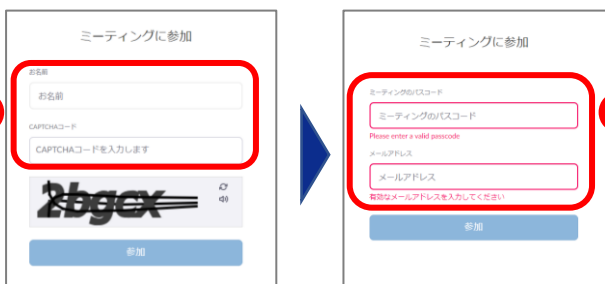 ミーティングに参加
お名前
お名前
CAPTCHAコード
CAPTCHAコードを入力します
2bgcx
参加
ミーティングに参加
ミーティングのパスコード
ミーティングのパスコード
Please enter a valid passcode
メールアドレス
メールアドレス
有効なメールアドレスを入力してください
参加